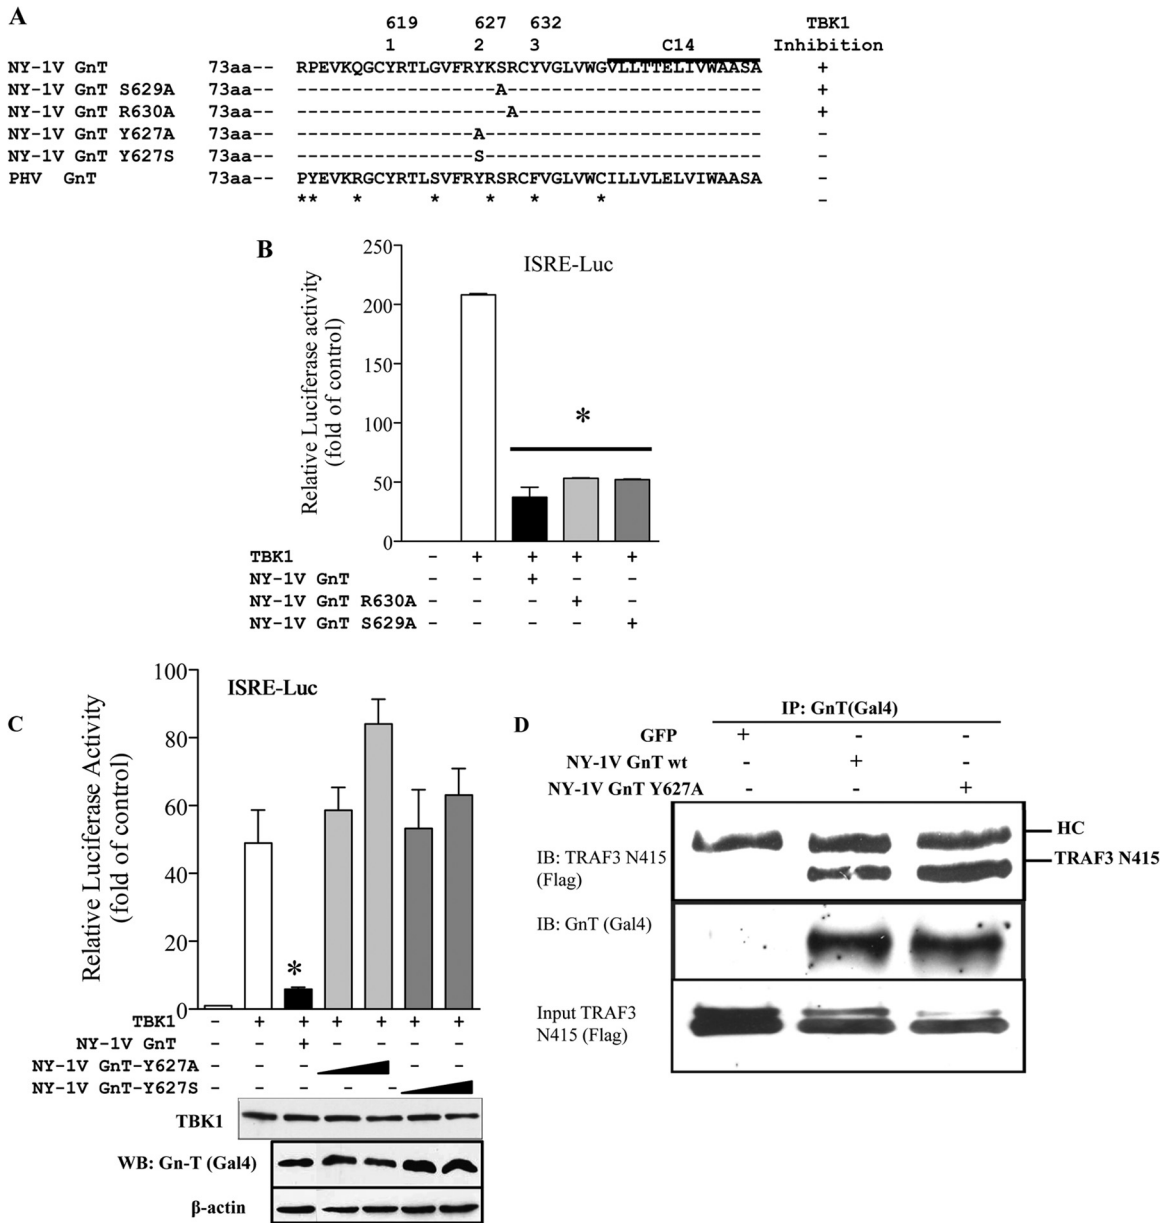 A
619 627 632 TBK1
1 2 3 C14 Inhibition
NY-1V GnT 73aa-- RPEVKQGCYRTLGVFRYKSRCYVGLVWGVLLTTELIVWAASA +
NY-1V GnT S629A 73aa-- ------------------A----------------------- +
NY-1V GnT R630A 73aa-- -------------------A---------------------- +
NY-1V GnT Y627A 73aa-- ----------------A------------------------- -
NY-1V GnT Y627S 73aa-- ----------------S------------------------- -
PHV GnT 73aa-- PYEVKRGCYRTLSVFRYRSRCFVGLVWCILLVLELVIWAASA -
** * * * * * -
B
ISRE-Luc
Relative Luciferase activity
(fold of control)
250
200
150
100
50
0
*
TBK1 - + + + +
NY-1V GnT - - + - -
NY-1V GnT R630A - - - + -
NY-1V GnT S629A - - - - +
C
ISRE-Luc
Relative Luciferase Activity
(fold of control)
100
80
60
40
20
0
*
TBK1 - + + + + + +
NY-1V GnT - - + - - - -
NY-1V GnT-Y627A - - - - -
NY-1V GnT-Y627S - - - - -
TBK1
WB: Gn-T (Gal4)
β-actin
D
IP: GnT(Gal4)
GFP + - -
NY-1V GnT wt - + -
NY-1V GnT Y627A - - +
HC
TRAF3 N415
IB: TRAF3 N415
(Flag)
IB: GnT (Gal4)
Input TRAF3
N415 (Flag)